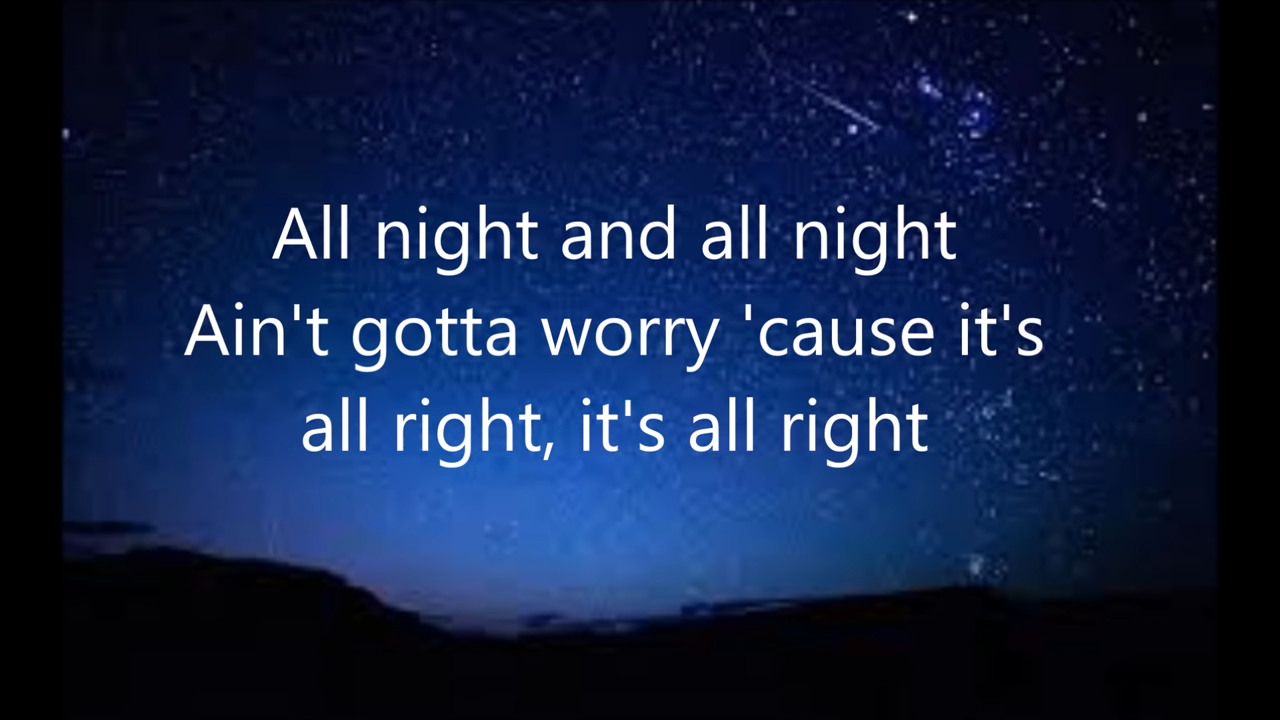 All night and all night
Ain't gotta worry 'cause it's
all right, it's all right